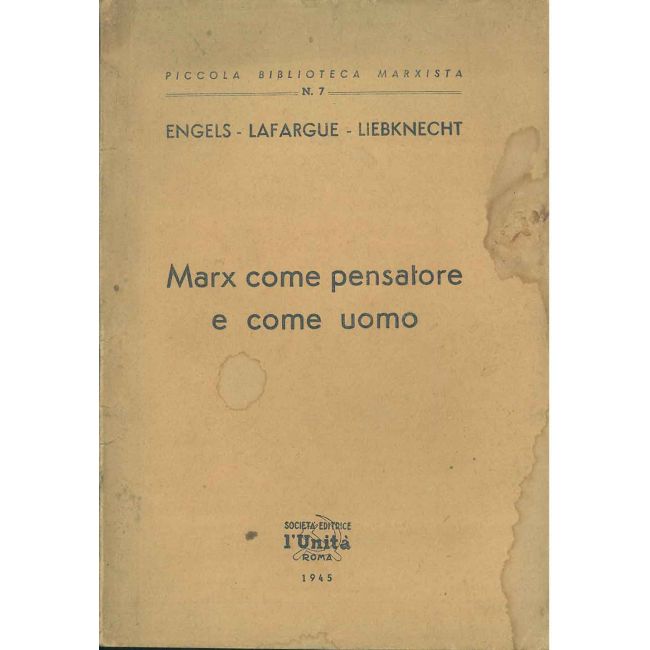 PICCOLA BIBLIOTECA MARXISTA
N. 7
ENGELS - LAFARGUE - LIEBKNECHT
Marx come pensatore
e come uomo
SOCIETÀ EDITRICE
l'Unità
ROMA
1945